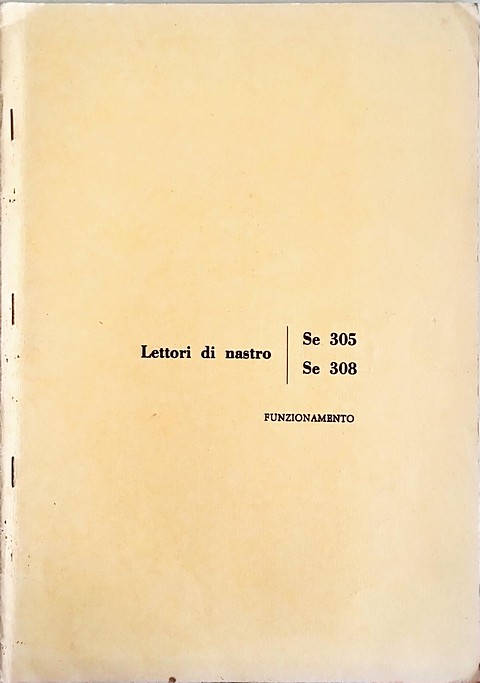 Lettori di nastro
Se 305
Se 308
FUNZIONAMENTO